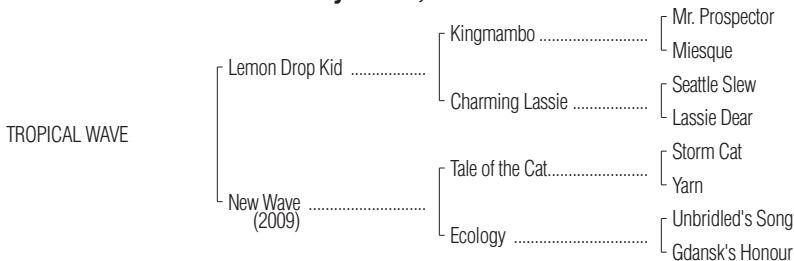 Kingmambo .......................... Mr. Prospector
Miesque
Lemon Drop Kid ..................
Charming Lassie .................. Seattle Slew
Lassie Dear
TROPICAL WAVE
Tale of the Cat........................ Storm Cat
Yarn
New Wave ............................
(2009)
Ecology ................................ Unbridled's Song
Gdansk's Honour